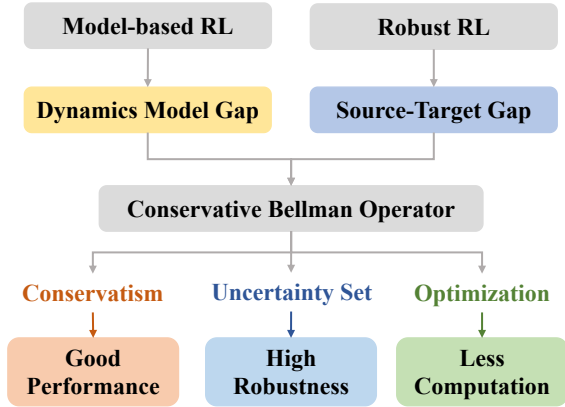 Model-based RL
Robust RL
Dynamics Model Gap
Source-Target Gap
Conservative Bellman Operator
Conservatism
Uncertainty Set
Optimization
Good
Performance
High
Robustness
Less
Computation